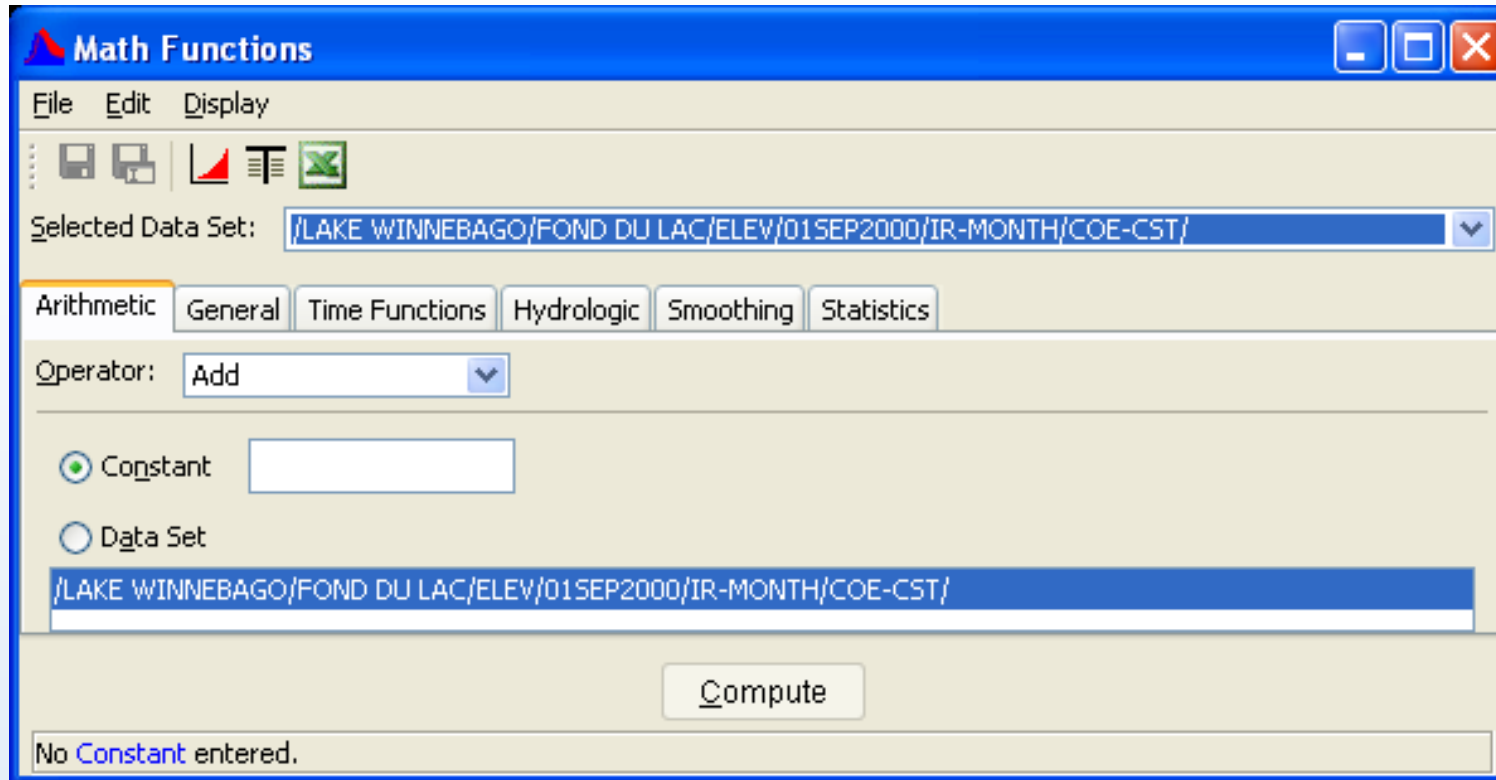 Math Functions
File Edit Display
Selected Data Set: /LAKE WINNEBAGO/FOND DU LAC/ELEV/01SEP2000/IR-MONTH/COE-CST/
Arithmetic General Time Functions Hydrologic Smoothing Statistics
Operator: Add
Constant
Data Set
/LAKE WINNEBAGO/FOND DU LAC/ELEV/01SEP2000/IR-MONTH/COE-CST/
Compute
No Constant entered.